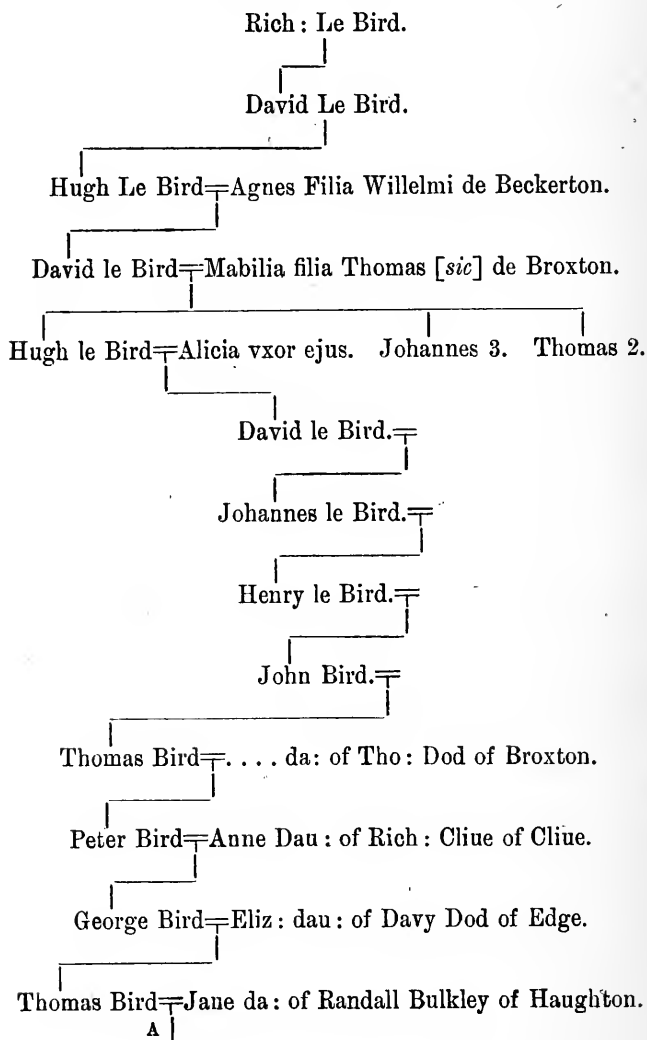 Rich : Le Bird.
David Le Bird.
Hugh Le Bird=Agnes Filia Willelmi de Beckerton.
David le Bird=Mabilia filia Thomas [sic] de Broxton.
Hugh le Bird=Alicia vxor ejus. Johannes 3. Thomas 2.
David le Bird.=
Johannes le Bird.=
Henry le Bird.=
John Bird.=
Thomas Bird=. . . . da: of Tho: Dod of Broxton.
Peter Bird=Anne Dau : of Rich : Cliue of Cliue.
George Bird=Eliz : dau : of Davy Dod of Edge.
Thomas Bird=Jane da : of Randall Bulkley of Haughton.
A